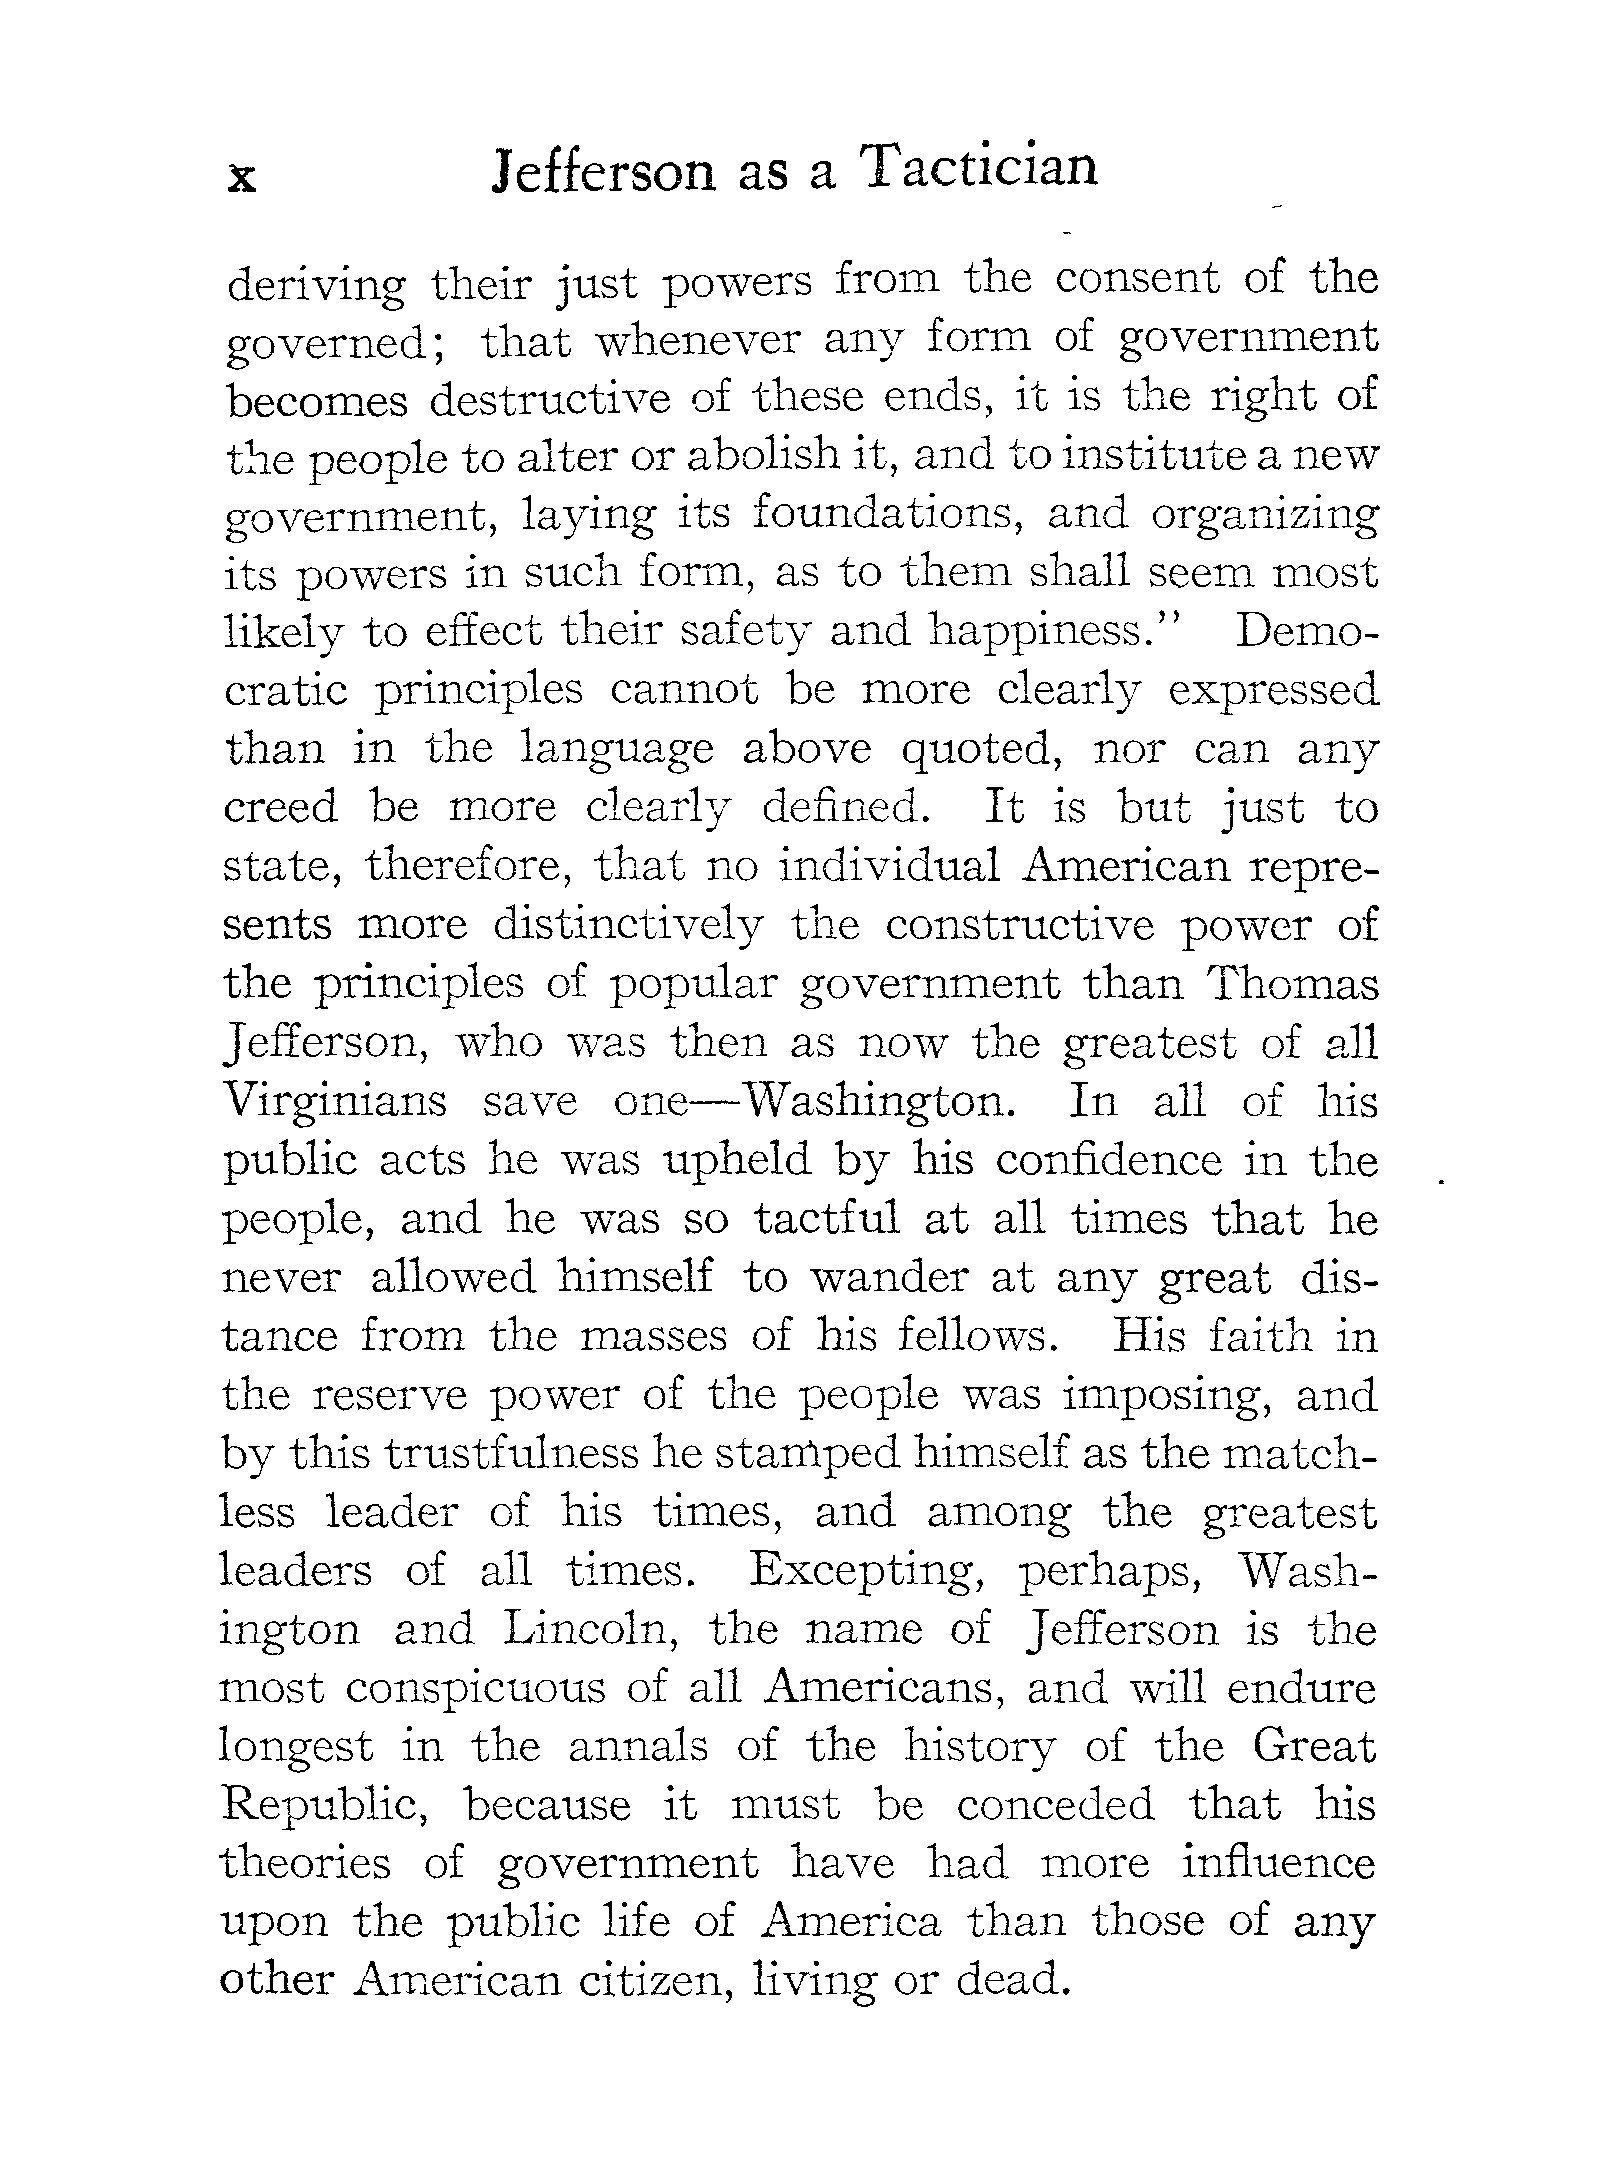 x Jefferson as a Tactician
deriving their just powers from the consent of the
governed; that whenever any form of government
becomes destructive of these ends, it is the right of
the people to alter or abolish it, and to institute a new
government, laying its foundations, and organizing
its powers in such form, as to them shall seem most
likely to effect their safety and happiness.” Demo-
cratic principles cannot be more clearly expressed
than in the language above quoted, nor can any
creed be more clearly defined. It is but just to
state, therefore, that no individual American repre-
sents more distinctively the constructive power of
the principles of popular government than Thomas
Jefferson, who was then as now the greatest of all
Virginians save one—Washington. In all of his
public acts he was upheld by his confidence in the
people, and he was so tactful at all times that he
never allowed himself to wander at any great dis-
tance from the masses of his fellows. His faith in
the reserve power of the people was imposing, and
by this trustfulness he stamped himself as the match-
less leader of his times, and among the greatest
leaders of all times. Excepting, perhaps, Wash-
ington and Lincoln, the name of Jefferson is the
most conspicuous of all Americans, and will endure
longest in the annals of the history of the Great
Republic, because it must be conceded that his
theories of government have had more influence
upon the public life of America than those of any
other American citizen, living or dead.